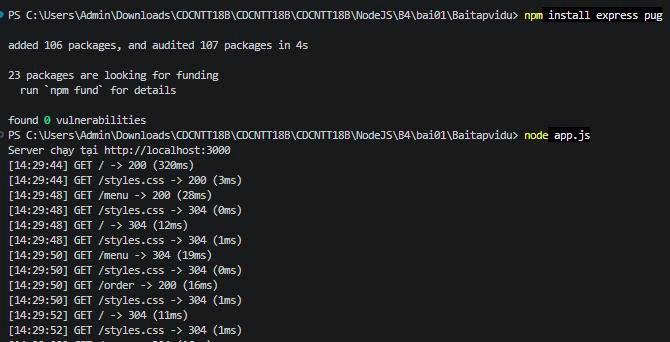 PS C:\Users\Admin\Downloads\CDCNTT18B\CDCNTT18B\CDCNTT18B\NodeJS\B4\bai01\Baitapvidu> npm install express pug
added 106 packages, and audited 107 packages in 4s
23 packages are looking for funding
  run `npm fund` for details
found 0 vulnerabilities
PS C:\Users\Admin\Downloads\CDCNTT18B\CDCNTT18B\CDCNTT18B\NodeJS\B4\bai01\Baitapvidu> node app.js
Server chạy tại http://localhost:3000
[14:29:44] GET / -> 200 (320ms)
[14:29:44] GET /styles.css -> 200 (3ms)
[14:29:48] GET /menu -> 200 (28ms)
[14:29:48] GET /styles.css -> 304 (0ms)
[14:29:48] GET / -> 304 (12ms)
[14:29:48] GET /styles.css -> 304 (1ms)
[14:29:50] GET /menu -> 304 (19ms)
[14:29:50] GET /styles.css -> 304 (0ms)
[14:29:50] GET /order -> 200 (16ms)
[14:29:50] GET /styles.css -> 304 (1ms)
[14:29:52] GET / -> 304 (11ms)
[14:29:52] GET /styles.css -> 304 (1ms)